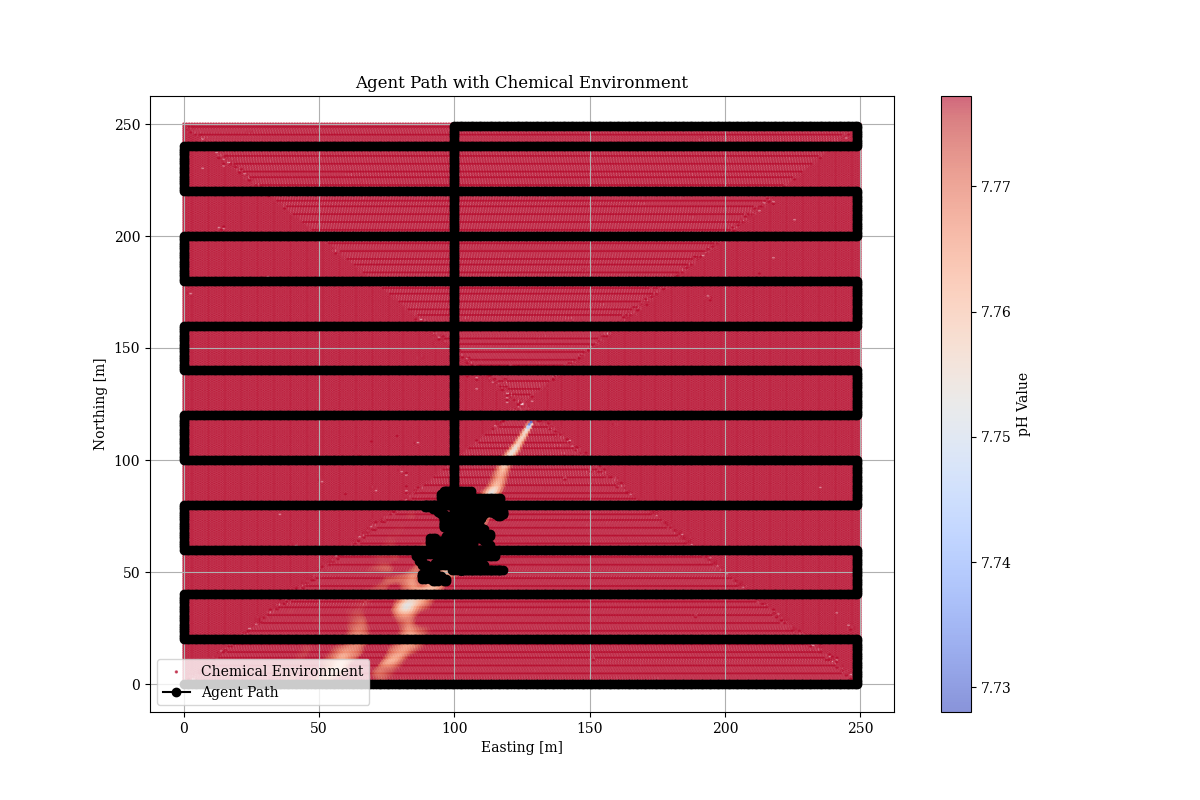 Agent Path with Chemical Environment
250
200
150
100
50
0
Northing [m]
0 50 100 150 200 250
Easting [m]
Chemical Environment
Agent Path
7.77
7.76
7.75
7.74
7.73
pH Value